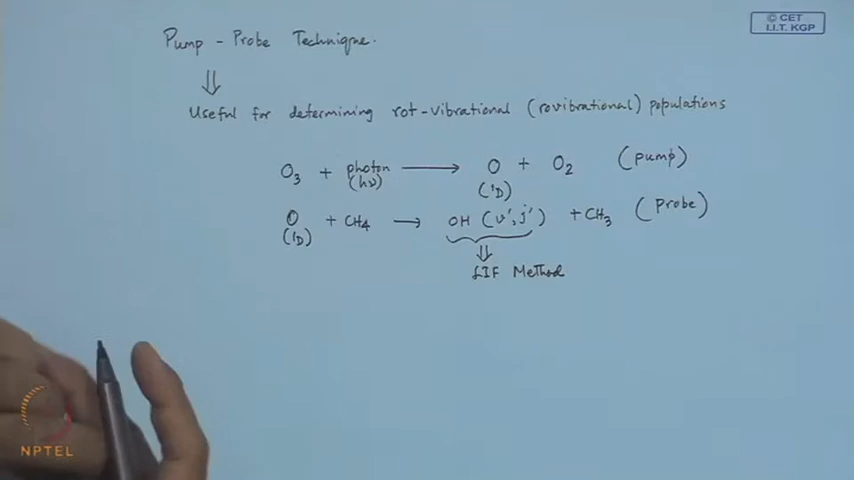 © CET
I.I.T. KGP
Pump - Probe Technique.
⇓
Useful for determining rot-vibrational (rovibrational) populations
O₃ + photon ⟶ O + O₂ (pump)
(hν) (¹D)
O + CH₄ → OH (v', j') + CH₃ (Probe)
(¹D)
⇓
LIF Method
NPTEL